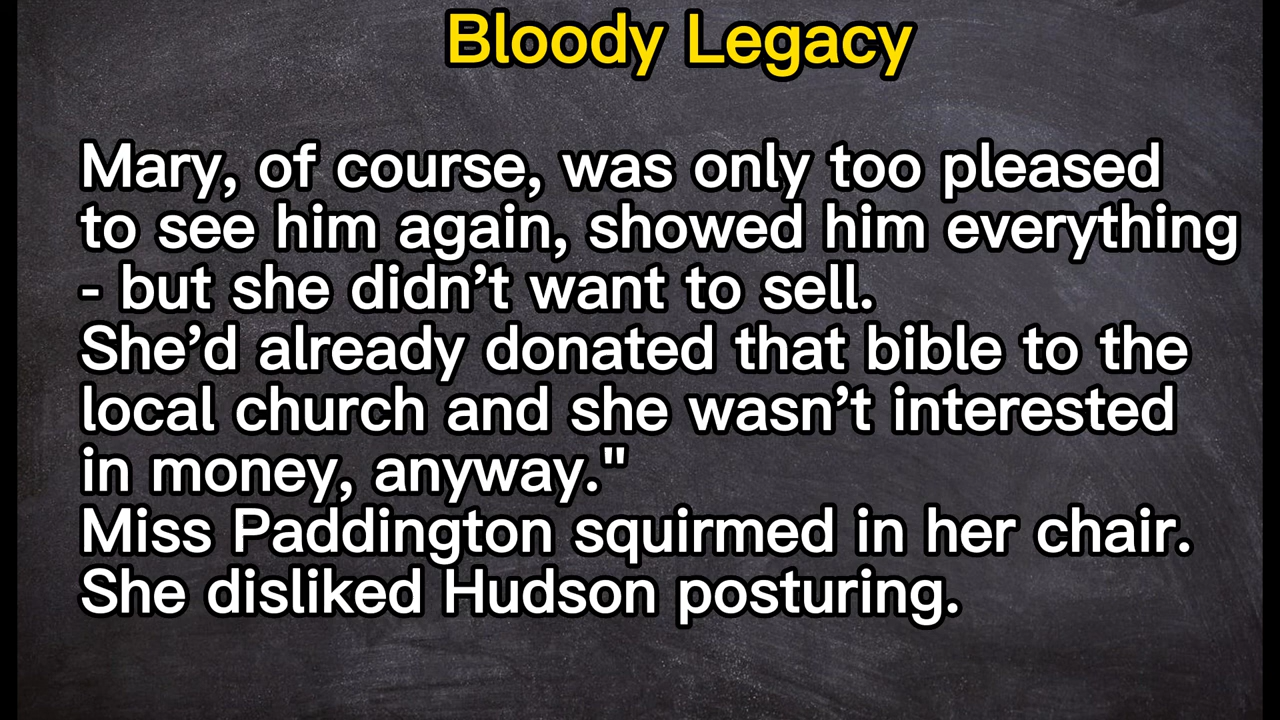 Bloody Legacy
Mary, of course, was only too pleased
to see him again, showed him everything
- but she didn’t want to sell.
She’d already donated that bible to the
local church and she wasn’t interested
in money, anyway."
Miss Paddington squirmed in her chair.
She disliked Hudson posturing.